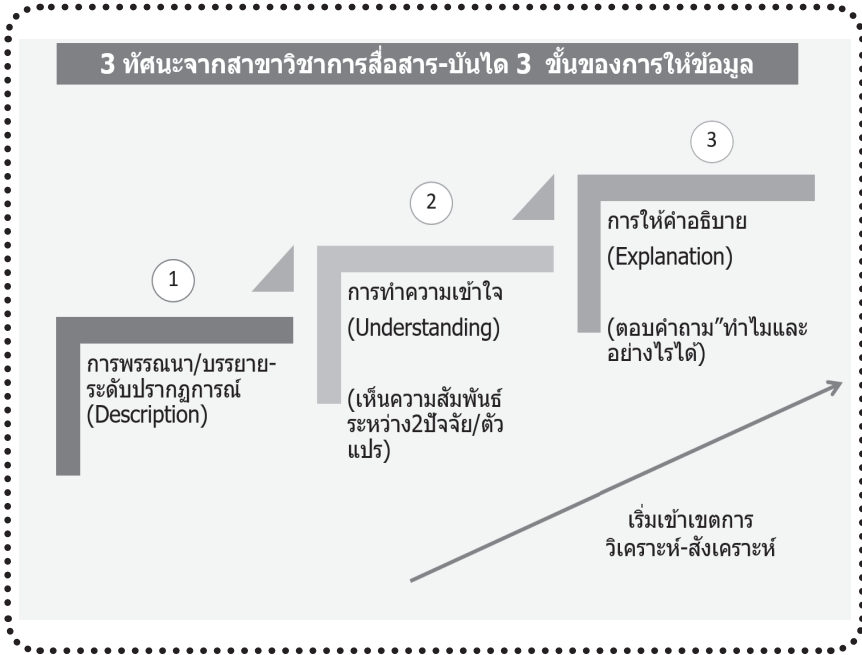 3 ทัศนะจากสาขาวิชาการสื่อสาร-บันได 3 ขั้นของการให้ข้อมูล
1
การพรรณนา/บรรยาย-
ระดับปรากฏการณ์
(Description)
2
การทำความเข้าใจ
(Understanding)
(เห็นความสัมพันธ์
ระหว่าง2ปัจจัย/ตัว
แปร)
3
การให้คำอธิบาย
(Explanation)
(ตอบคำถาม”ทำไมและ
อย่างไรได้)
เริ่มเข้าเขตการ
วิเคราะห์-สังเคราะห์